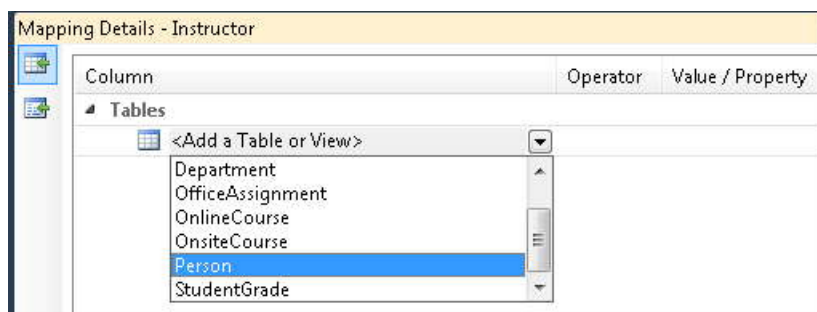 Mapping Details - Instructor
Column Operator Value / Property
Tables
<Add a Table or View>
Department
OfficeAssignment
OnlineCourse
OnsiteCourse
Person
StudentGrade